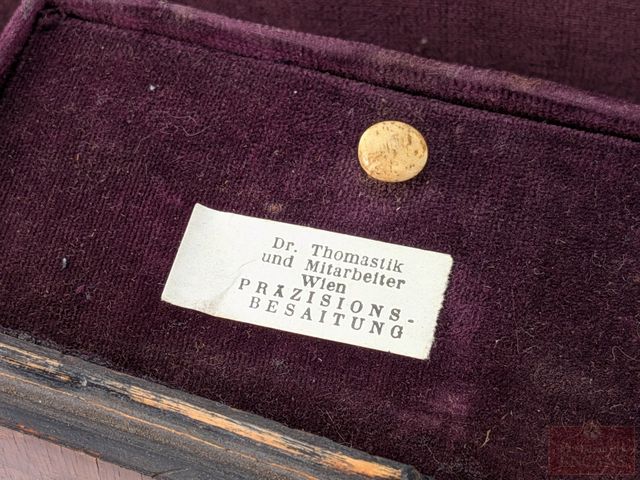 Dr. Thomastik
und Mitarbeiter
Wien
PRÄZISIONS-
BESAITUNG